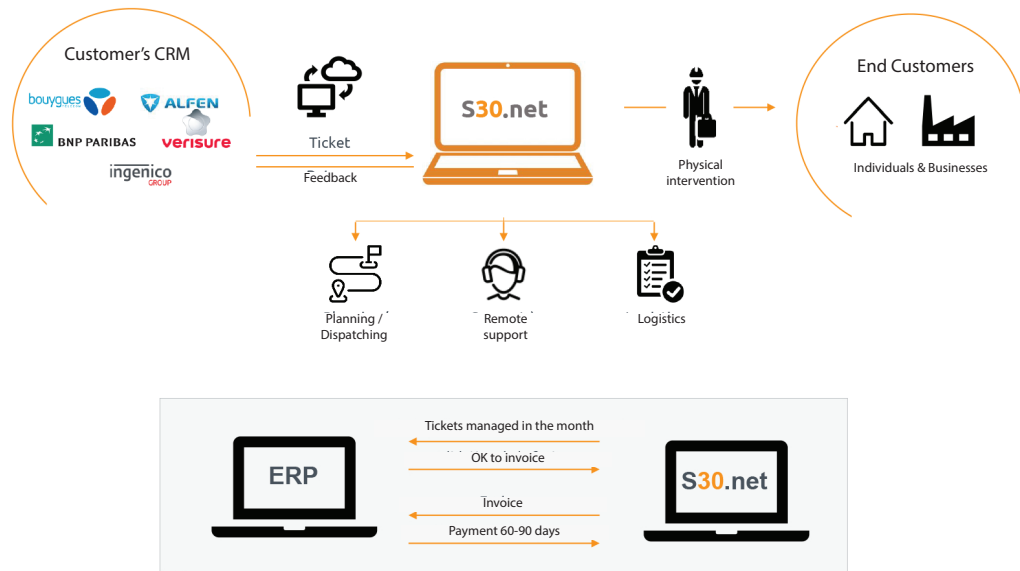 Customer's CRM
bouygues
ALFEN
BNP PARIBAS
verisure
ingenico
GROUP
Ticket
Feedback
S30.net
Physical
intervention
End Customers
Individuals & Businesses
Planning /
Dispatching
Remote
support
Logistics
Tickets managed in the month
OK to invoice
ERP
S30.net
Invoice
Payment 60-90 days